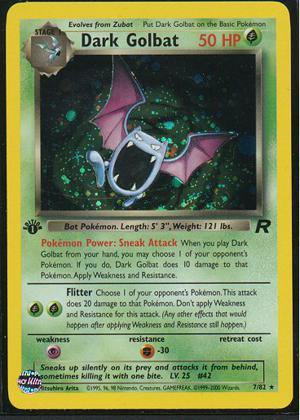 Evolves from Zubat Put Dark Golbat on the Basic Pokémon
STAGE 1 Dark Golbat 50 HP
EDITION
1
Bat Pokémon. Length: 5' 3", Weight: 121 lbs.
R
Pokémon Power: Sneak Attack When you play Dark
Golbat from your hand, you may choose 1 of your opponent's
Pokémon. If you do, Dark Golbat does 10 damage to that
Pokémon. Apply Weakness and Resistance.
Flitter Choose 1 of your opponent's Pokémon. This attack
does 20 damage to that Pokémon. Don't apply Weakness
and Resistance for this attack. (Any other effects that would
happen after applying Weakness and Resistance still happen.)
weakness resistance retreat cost
-30
Sneaks up silently on its prey and attacks from behind,
sometimes killing it with one bite. LV. 25 #42
Mitsuhiro Arita ©1995, 96, 98 Nintendo, Creatures, GAMEFREAK. ©1999-2000 Wizards. 7/82 ★